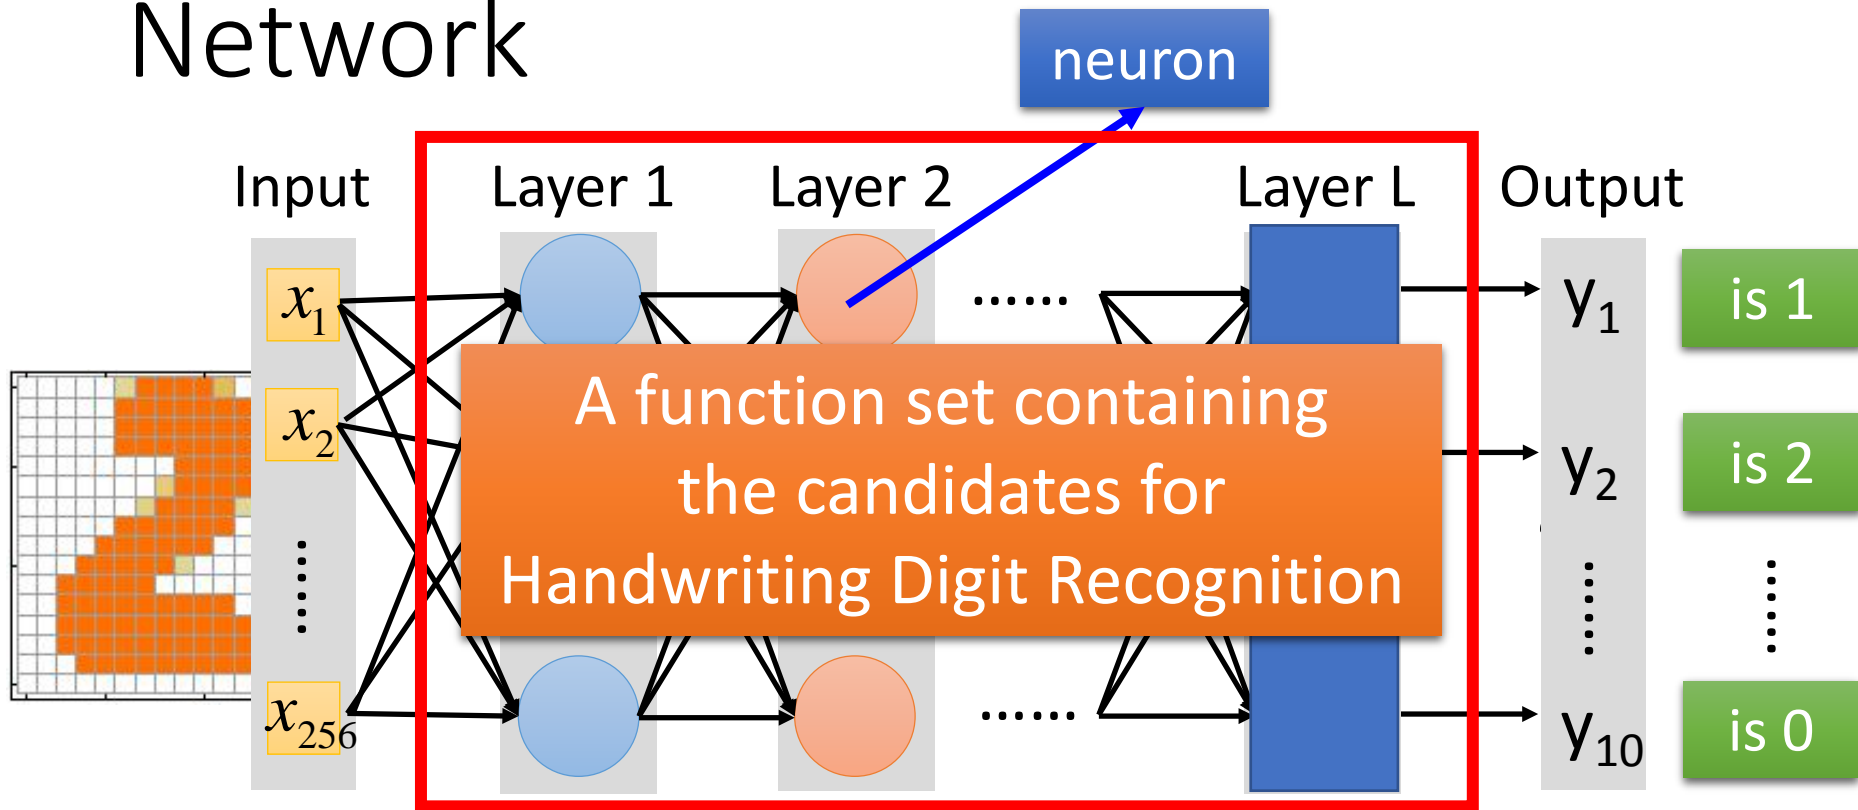 Network
neuron
Input
Layer 1
Layer 2
Layer L
Output
x₁
……
y₁
is 1
A function set containing
the candidates for
Handwriting Digit Recognition
x₂
y₂
is 2
……
……
……
x₂₅₆
……
y₁₀
is 0